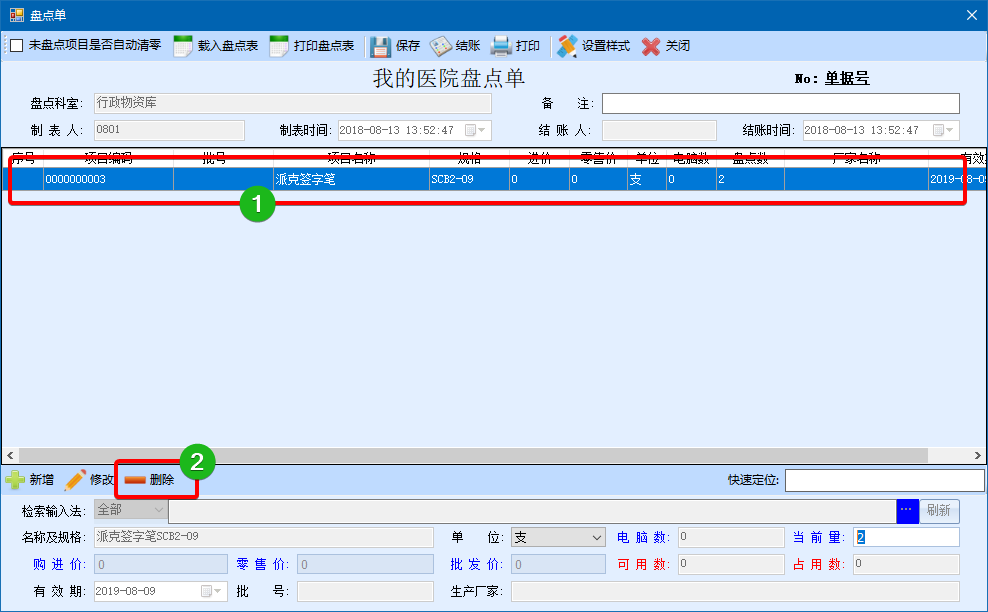 盘点单
未盘点项目是否自动清零 载入盘点表 打印盘点表 保存 结账 打印 设置样式 关闭
我的医院盘点单 No: 单据号
盘点科室: 行政物资库 备 注:
制 表 人: 0801 制表时间: 2018-08-13 13:52:47 结 账 人: 结账时间: 2018-08-13 13:52:47
序号 项目编码 批号 项目名称 规格 进价 零售价 单位 电脑数 盘点数 厂家名称 有效
0000000003 派克签字笔 SCB2-09 0 0 支 0 2 2019-08-09
1
2
新增 修改 删除 快速定位:
检索输入法: 全部 ... 刷新
名称及规格: 派克签字笔SCB2-09 单 位: 支 电 脑 数: 0 当 前 量: 2
购 进 价: 0 零 售 价: 0 批 发 价: 0 可 用 数: 0 占 用 数: 0
有 效 期: 2019-08-09 批 号: 生产厂家: